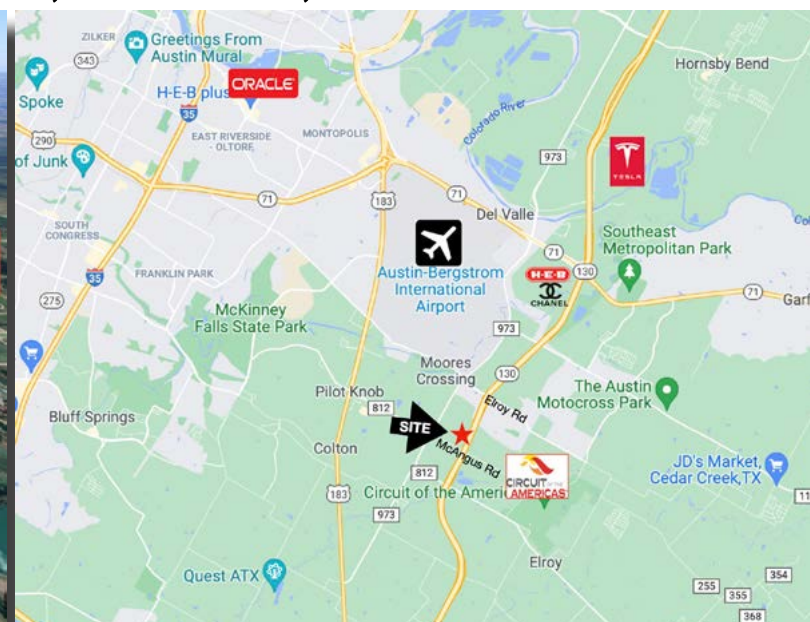 ZILKER
Greetings From
Austin Mural
343
ORACLE
Hornsby Bend
Spoke
H-E-B plus
35
290
EAST RIVERSIDE
- OLTORF
MONTOPOLIS
Colorado River
973
TESLA
of Junk
71
183
71
Del Valle
SOUTH
CONGRESS
71
Southeast
Metropolitan Park
35
FRANKLIN PARK
Austin-Bergstrom
International
Airport
H-E-B
CHANEL
130
71
Garf
275
McKinney
Falls State Park
973
Moores
Crossing
130
The Austin
Motocross Park
Pilot Knob
812
Elroy Rd
Bluff Springs
SITE
Colton
McAngus Rd
812
JD's Market,
Cedar Creek,TX
CIRCUIT OF THE
AMERICAS
183
Circuit of the Ameri
11
973
Elroy
Quest ATX
354
255
355
368